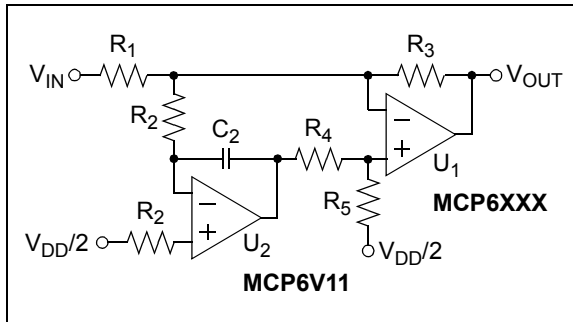 R1
R3
VIN
VOUT
R2
C2
R4
U1
R2
R5
MCP6XXX
VDD/2
U2
VDD/2
MCP6V11